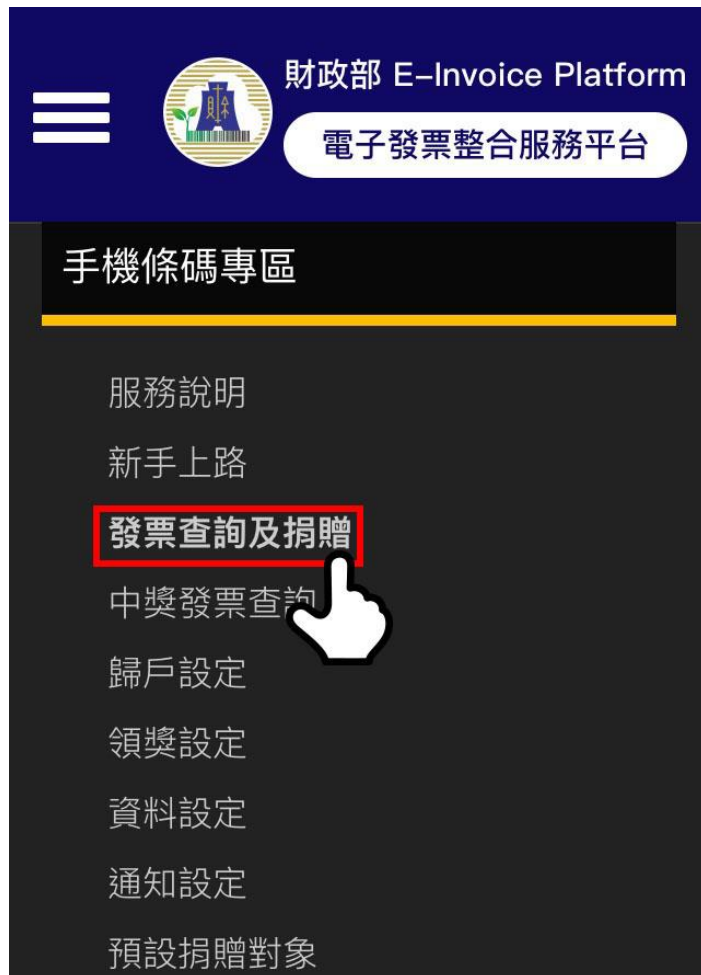 財政部 E-Invoice Platform
電子發票整合服務平台
手機條碼專區
服務說明
新手上路
發票查詢及捐贈
中獎發票查詢
歸戶設定
領獎設定
資料設定
通知設定
預設捐贈對象